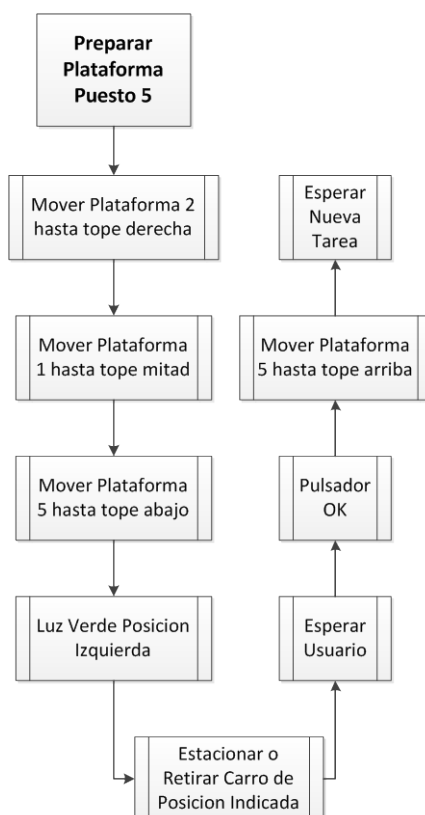 Preparar
Plataforma
Puesto 5
Mover Plataforma 2
hasta tope derecha
Mover Plataforma
1 hasta tope mitad
Mover Plataforma
5 hasta tope abajo
Luz Verde Posicion
Izquierda
Estacionar o
Retirar Carro de
Posicion Indicada
Esperar
Usuario
Pulsador
OK
Mover Plataforma
5 hasta tope arriba
Esperar
Nueva
Tarea